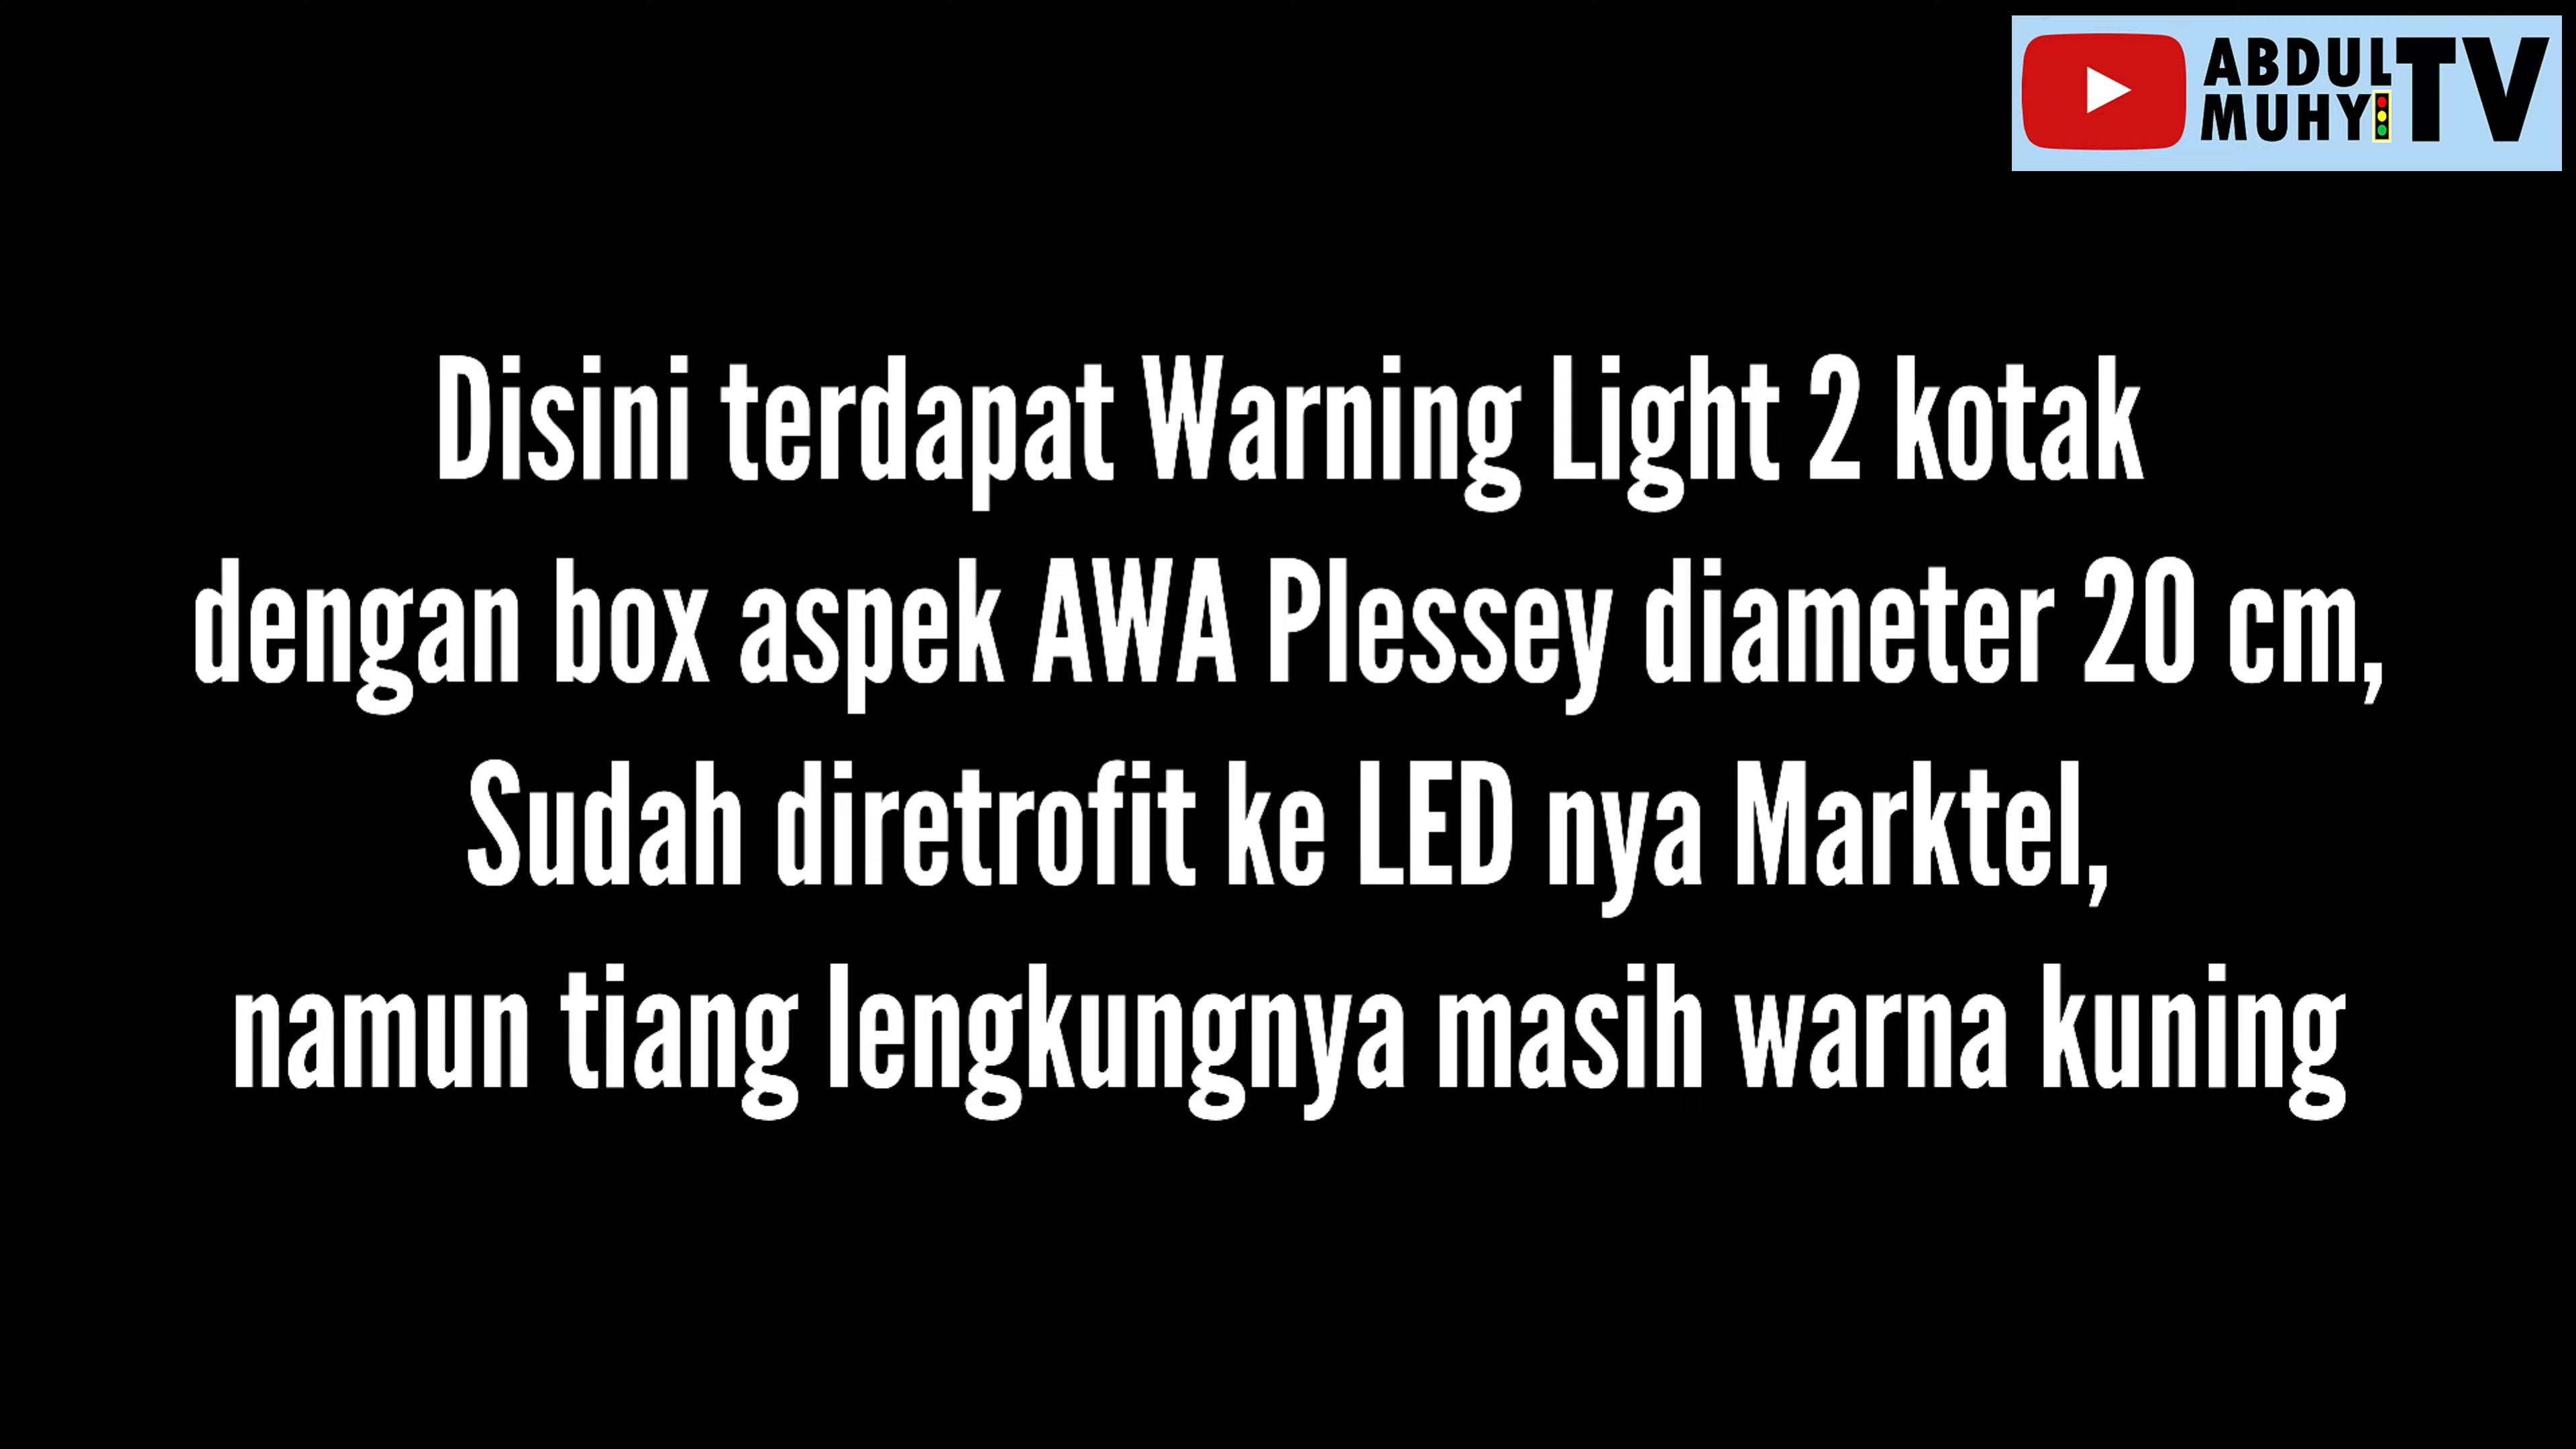 ABDUL
MUHYI TV
Disini terdapat Warning Light 2 kotak
dengan box aspek AWA Plessey diameter 20 cm,
Sudah diretrofit ke LED nya Marktel,
namun tiang lengkungnya masih warna kuning